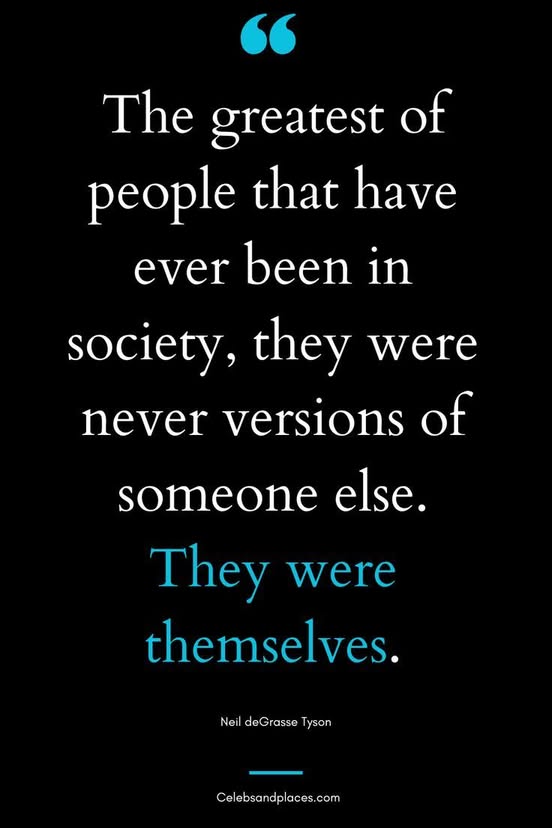 “
The greatest of
people that have
ever been in
society, they were
never versions of
someone else.
They were
themselves.
Neil deGrasse Tyson
Celebsandplaces.com